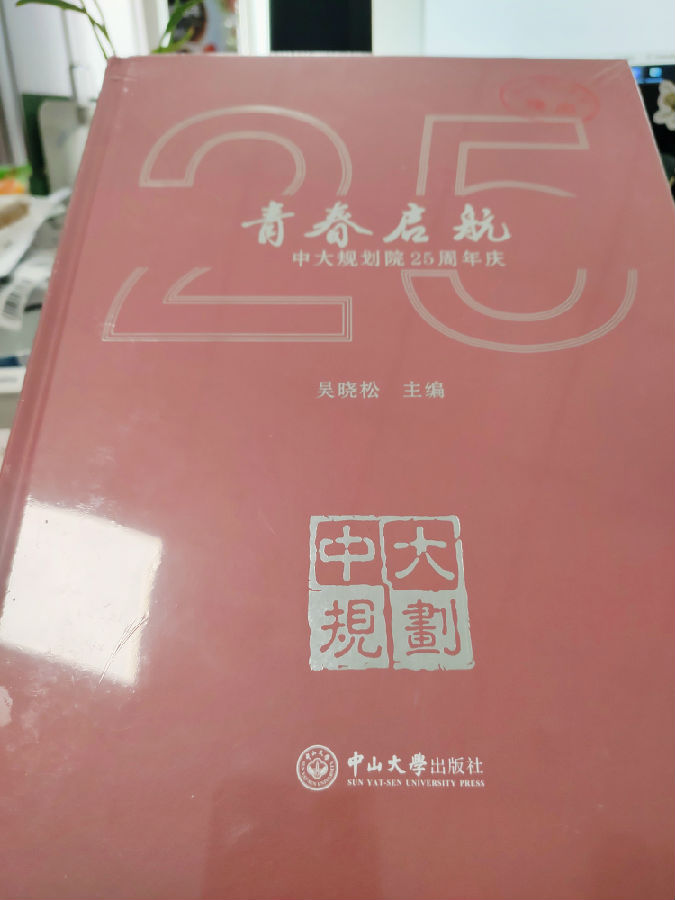 25
青春启航
中大规划院25周年庆
吴晓松 主编
中大
規劃
中山大學出版社
SUN YAT-SEN UNIVERSITY PRESS